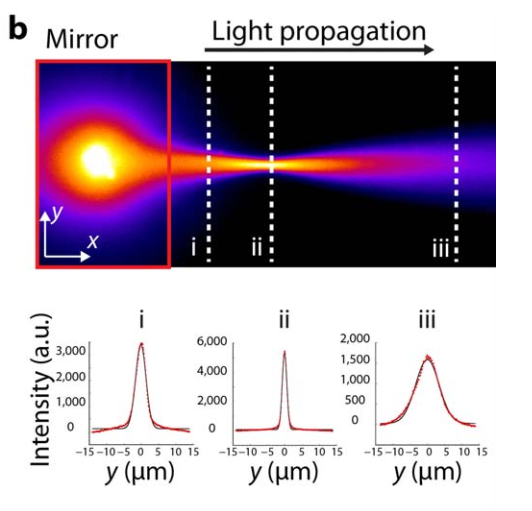 b
Mirror
Light propagation
y
x
i
ii
iii
i
ii
iii
Intensity (a.u.)
3,000
2,000
1,000
0
6,000
4,000
2,000
0
2,000
1,500
1,000
500
0
−15 −10 −5 0 5 10 15
−15 −10 −5 0 5 10 15
−15 −10 −5 0 5 10 15
y (μm)
y (μm)
y (μm)